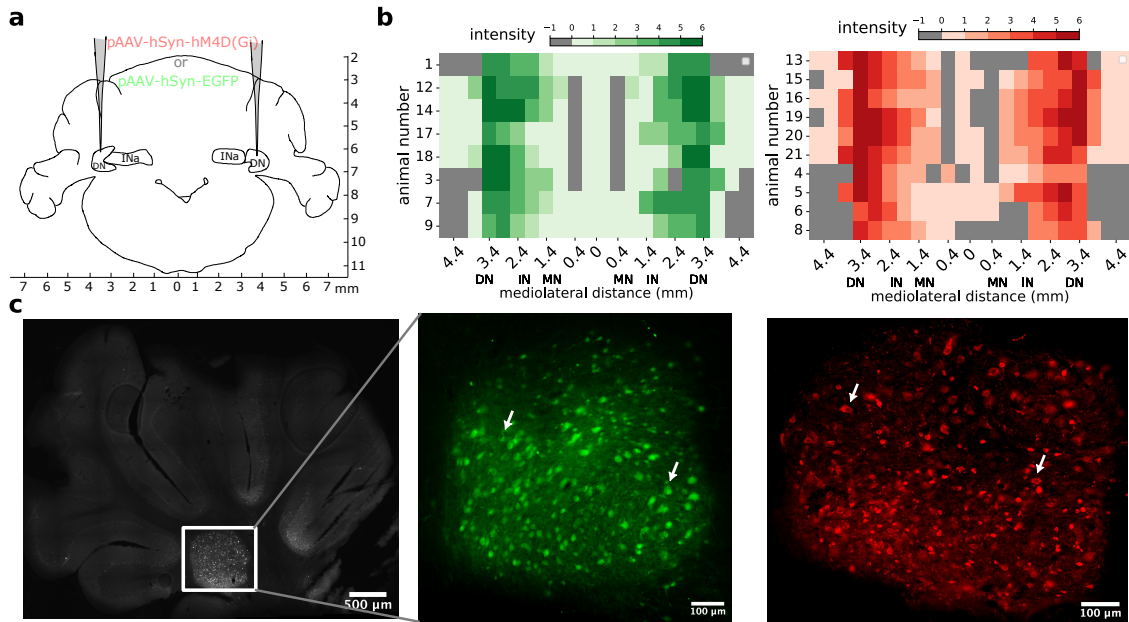 a
pAAV-hSyn-hM4D(Gi)
or
pAAV-hSyn-EGFP
DN
INa
INa
DN
2
3
4
5
6
7
8
9
10
11
7 6 5 4 3 2 1 0 1 2 3 4 5 6 7 mm
b
intensity
−1 0 1 2 3 4 5 6
animal number
1
12
14
17
18
3
7
9
4.4 3.4 2.4 1.4 0.4 0 0.4 1.4 2.4 3.4 4.4
DN IN MN MN IN DN
mediolateral distance (mm)
intensity
−1 0 1 2 3 4 5 6
animal number
13
15
16
19
20
21
4
5
6
8
4.4 3.4 2.4 1.4 0.4 0 0.4 1.4 2.4 3.4 4.4
DN IN MN MN IN DN
mediolateral distance (mm)
c
500 µm
100 µm
100 µm